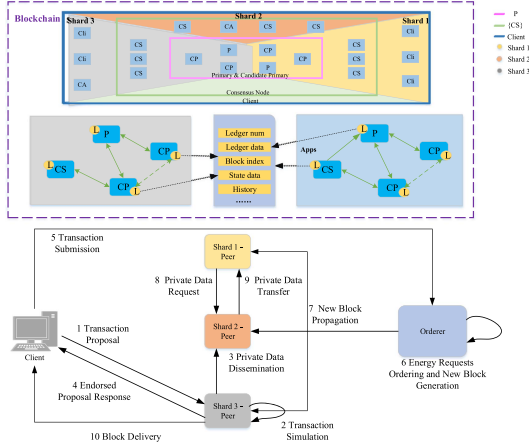 Blockchain
Shard 3
Shard 2
Shard 1
Cli
CS
CA
CS
CS
Cli
CS
P
CP
CS
Cli
CS
CP
CP
CS
Cli
CA
CS
CP
P
CS
Cli
Primary & Candidate Primary
Consensus Node
Client
P
{CS}
Client
Shard 1
Shard 2
Shard 3
L
P
CP
L
L
CS
CP
L
Ledger num
Ledger data
Block index
State data
History
......
Apps
L
P
L
CS
CP
L
CP
L
5 Transaction
Submission
Shard 1 –
Peer
8 Private Data
Request
9 Private Data
Transfer
7 New Block
Propagation
1 Transaction
Proposal
Shard 2 –
Peer
Orderer
Client
3 Private Data
Dissemination
6 Energy Requests
Ordering and New Block
Generation
4 Endorsed
Proposal Response
Shard 3 –
Peer
2 Transaction
Simulation
10 Block Delivery